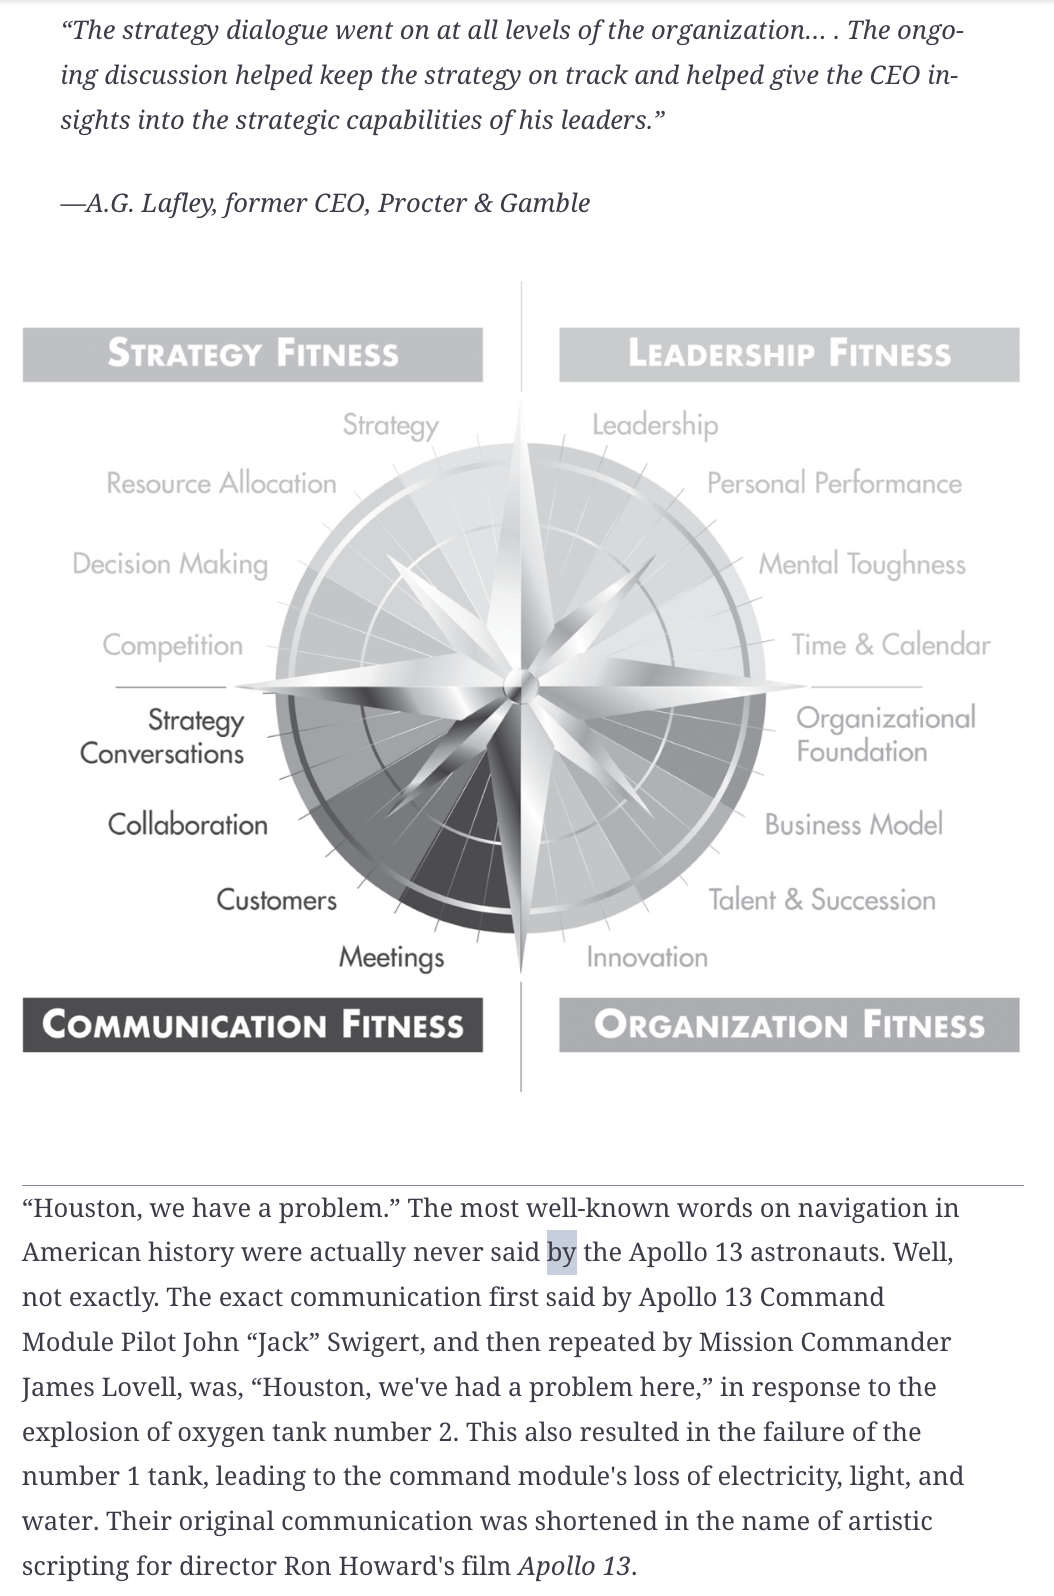 “The strategy dialogue went on at all levels of the organization… . The ongo-
ing discussion helped keep the strategy on track and helped give the CEO in-
sights into the strategic capabilities of his leaders.”
—A.G. Lafley, former CEO, Procter & Gamble
STRATEGY FITNESS
LEADERSHIP FITNESS
Strategy
Leadership
Resource Allocation
Personal Performance
Decision Making
Mental Toughness
Competition
Time & Calendar
Strategy
Conversations
Organizational
Foundation
Collaboration
Business Model
Customers
Talent & Succession
Meetings
Innovation
COMMUNICATION FITNESS
ORGANIZATION FITNESS
“Houston, we have a problem.” The most well-known words on navigation in
American history were actually never said by the Apollo 13 astronauts. Well,
not exactly. The exact communication first said by Apollo 13 Command
Module Pilot John “Jack” Swigert, and then repeated by Mission Commander
James Lovell, was, “Houston, we've had a problem here,” in response to the
explosion of oxygen tank number 2. This also resulted in the failure of the
number 1 tank, leading to the command module's loss of electricity, light, and
water. Their original communication was shortened in the name of artistic
scripting for director Ron Howard's film Apollo 13.